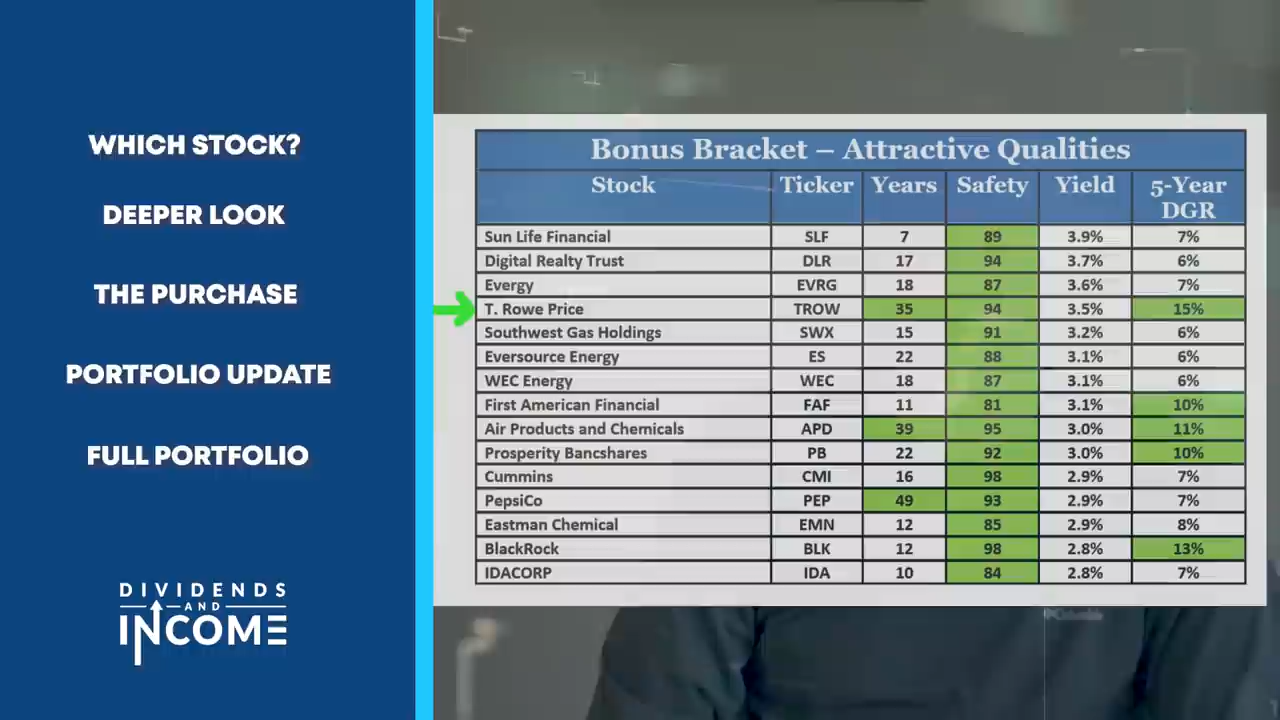 WHICH STOCK?
DEEPER LOOK
THE PURCHASE
PORTFOLIO UPDATE
FULL PORTFOLIO
DIVIDENDS
AND
INCOME
Bonus Bracket – Attractive Qualities
Stock Ticker Years Safety Yield 5-Year DGR
Sun Life Financial SLF 7 89 3.9% 7%
Digital Realty Trust DLR 17 94 3.7% 6%
Evergy EVRG 18 87 3.6% 7%
T. Rowe Price TROW 35 94 3.5% 15%
Southwest Gas Holdings SWX 15 91 3.2% 6%
Eversource Energy ES 22 88 3.1% 6%
WEC Energy WEC 18 87 3.1% 6%
First American Financial FAF 11 81 3.1% 10%
Air Products and Chemicals APD 39 95 3.0% 11%
Prosperity Bancshares PB 22 92 3.0% 10%
Cummins CMI 16 98 2.9% 7%
PepsiCo PEP 49 93 2.9% 7%
Eastman Chemical EMN 12 85 2.9% 8%
BlackRock BLK 12 98 2.8% 13%
IDACORP IDA 10 84 2.8% 7%